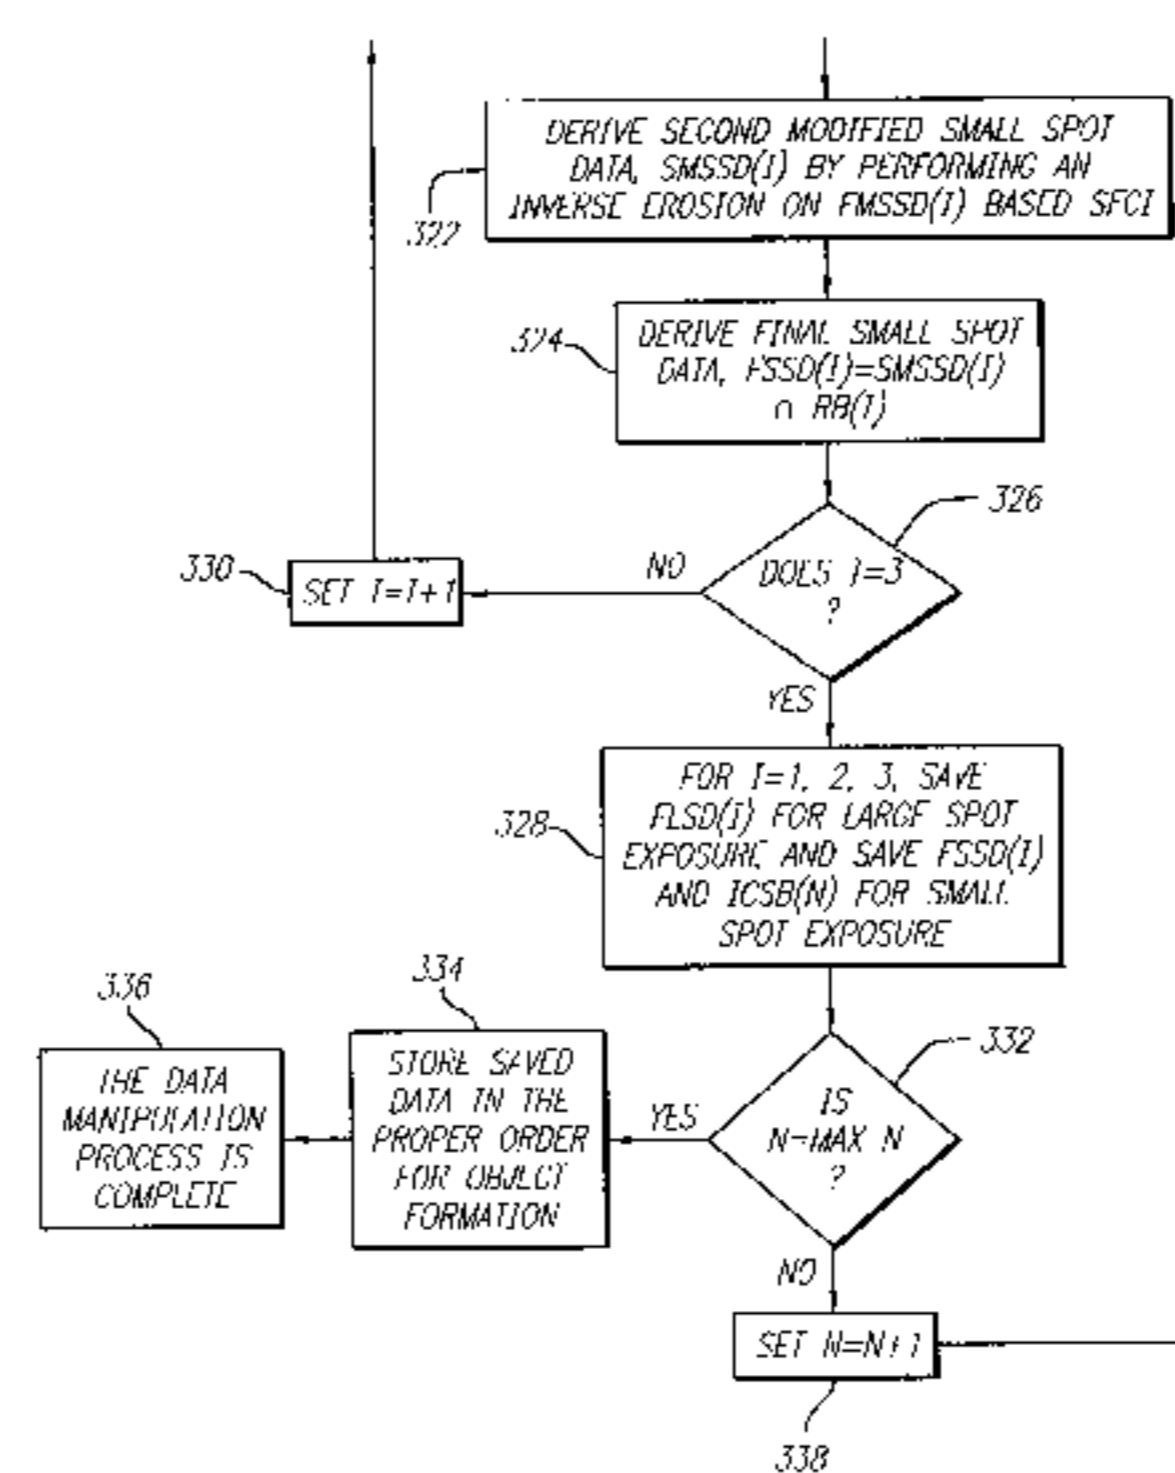 DERIVE SECOND MODIFIED SMALL SPOT
DATA, SMSSD(I) BY PERFORMING AN
INVERSE EROSION ON FMSSD(I) BASED SFCI
322
DERIVE FINAL SMALL SPOT
DATA, FSSD(I)=SMSSD(I)
∩ RB(I)
324
326
DOES I=3
?
NO
330
SET I=I+1
YES
FOR I=1, 2, 3, SAVE
FLSD(I) FOR LARGE SPOT
EXPOSURE AND SAVE FSSD(I)
AND ICSB(N) FOR SMALL
SPOT EXPOSURE
328
332
IS
N=MAX N
?
YES
334
STORE SAVED
DATA IN THE
PROPER ORDER
FOR OBJECT
FORMATION
336
THE DATA
MANIPULATION
PROCESS IS
COMPLETE
NO
SET N=N+1
338